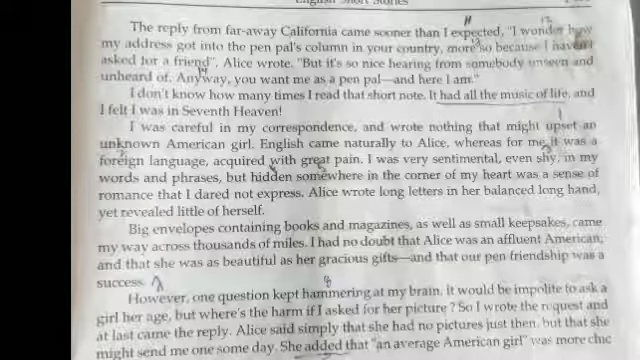 English Short Stories
The reply from far-away California came sooner than I expected, "I wonder how
my address got into the pen pal's column in your country, more so because I haven't
asked for a friend", Alice wrote. "But it's so nice hearing from somebody unseen and
unheard of. Anyway, you want me as a pen pal—and here I am."
I don't know how many times I read that short note. It had all the music of life, and
I felt I was in Seventh Heaven!
I was careful in my correspondence, and wrote nothing that might upset an
unknown American girl. English came naturally to Alice, whereas for me it was a
foreign language, acquired with great pain. I was very sentimental, even shy, in my
words and phrases, but hidden somewhere in the corner of my heart was a sense of
romance that I dared not express. Alice wrote long letters in her balanced long hand,
yet revealed little of herself.
Big envelopes containing books and magazines, as well as small keepsakes, came
my way across thousands of miles. I had no doubt that Alice was an affluent American,
and that she was as beautiful as her gracious gifts—and that our pen friendship was a
success.
However, one question kept hammering at my brain. It would be impolite to ask a
girl her age, but where's the harm if I asked for her picture ? So I wrote the request and
at last came the reply. Alice said simply that she had no pictures just then, but that she
might send me one some day. She added that "an average American girl" was more chic